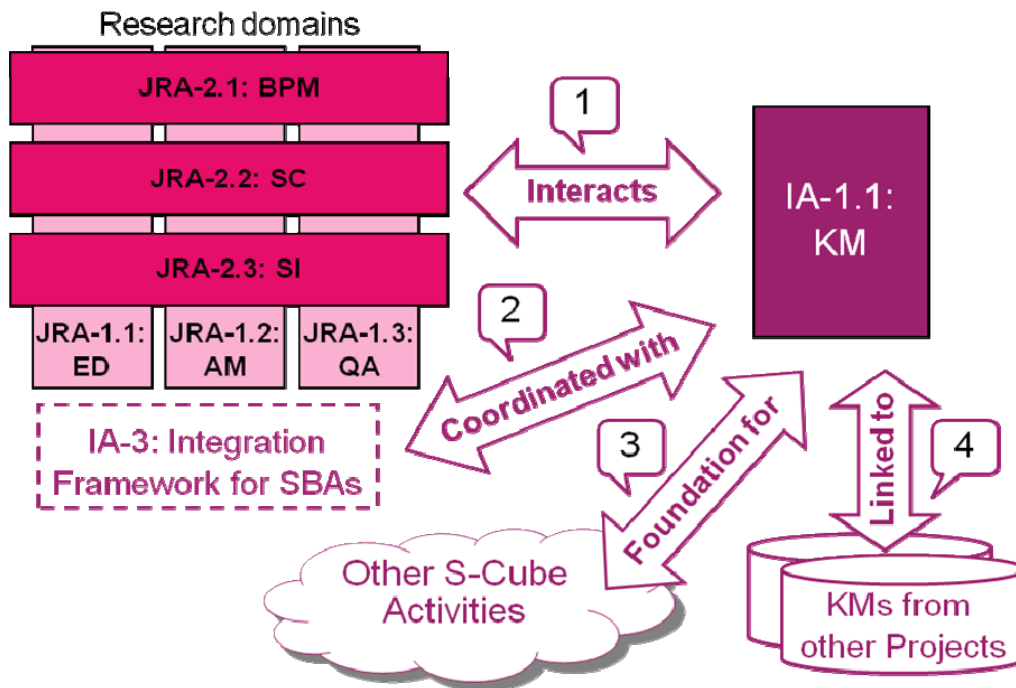 Research domains
JRA-2.1: BPM
JRA-2.2: SC
JRA-2.3: SI
JRA-1.1:
ED
JRA-1.2:
AM
JRA-1.3:
QA
IA-3: Integration
Framework for SBAs
1
Interacts
IA-1.1:
KM
2
Coordinated with
3
Foundation for
4
Linked to
Other S-Cube
Activities
KMs from
other Projects